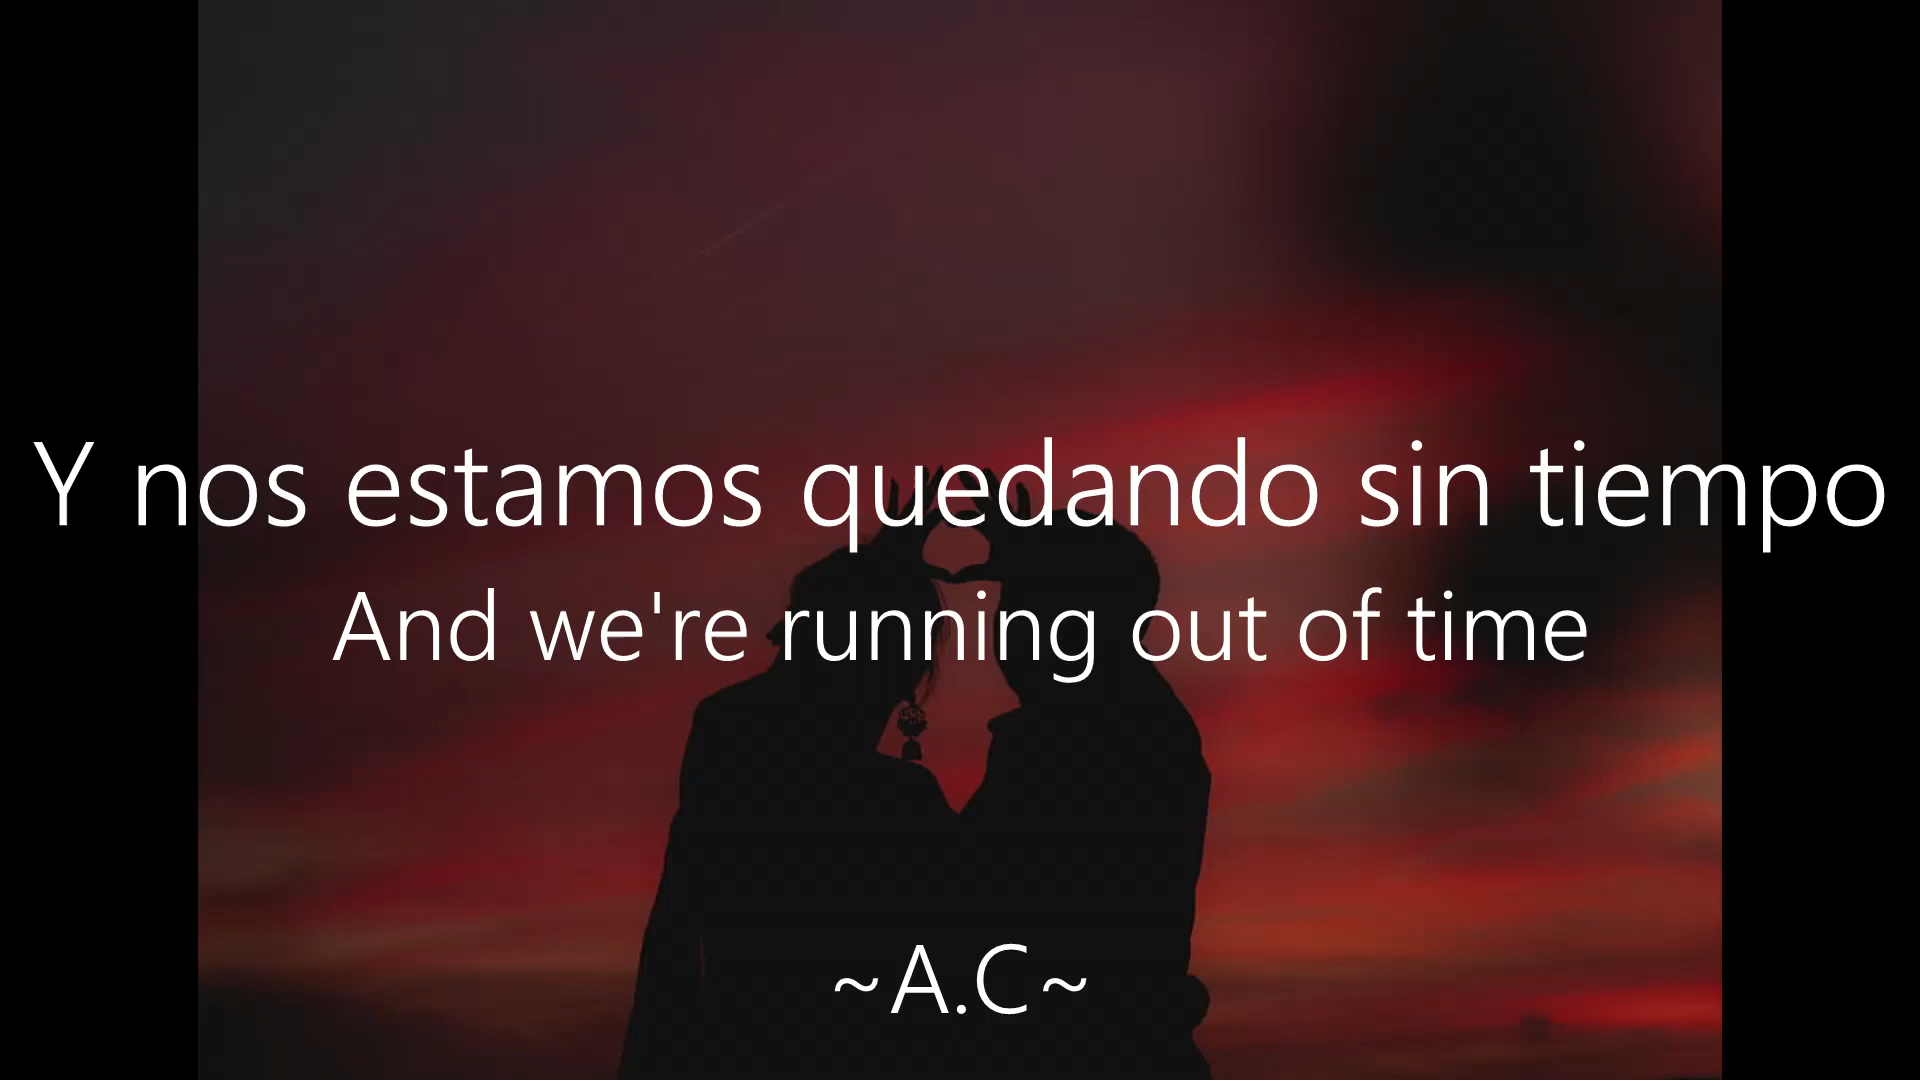 Y nos estamos quedando sin tiempo
And we're running out of time
~A.C~